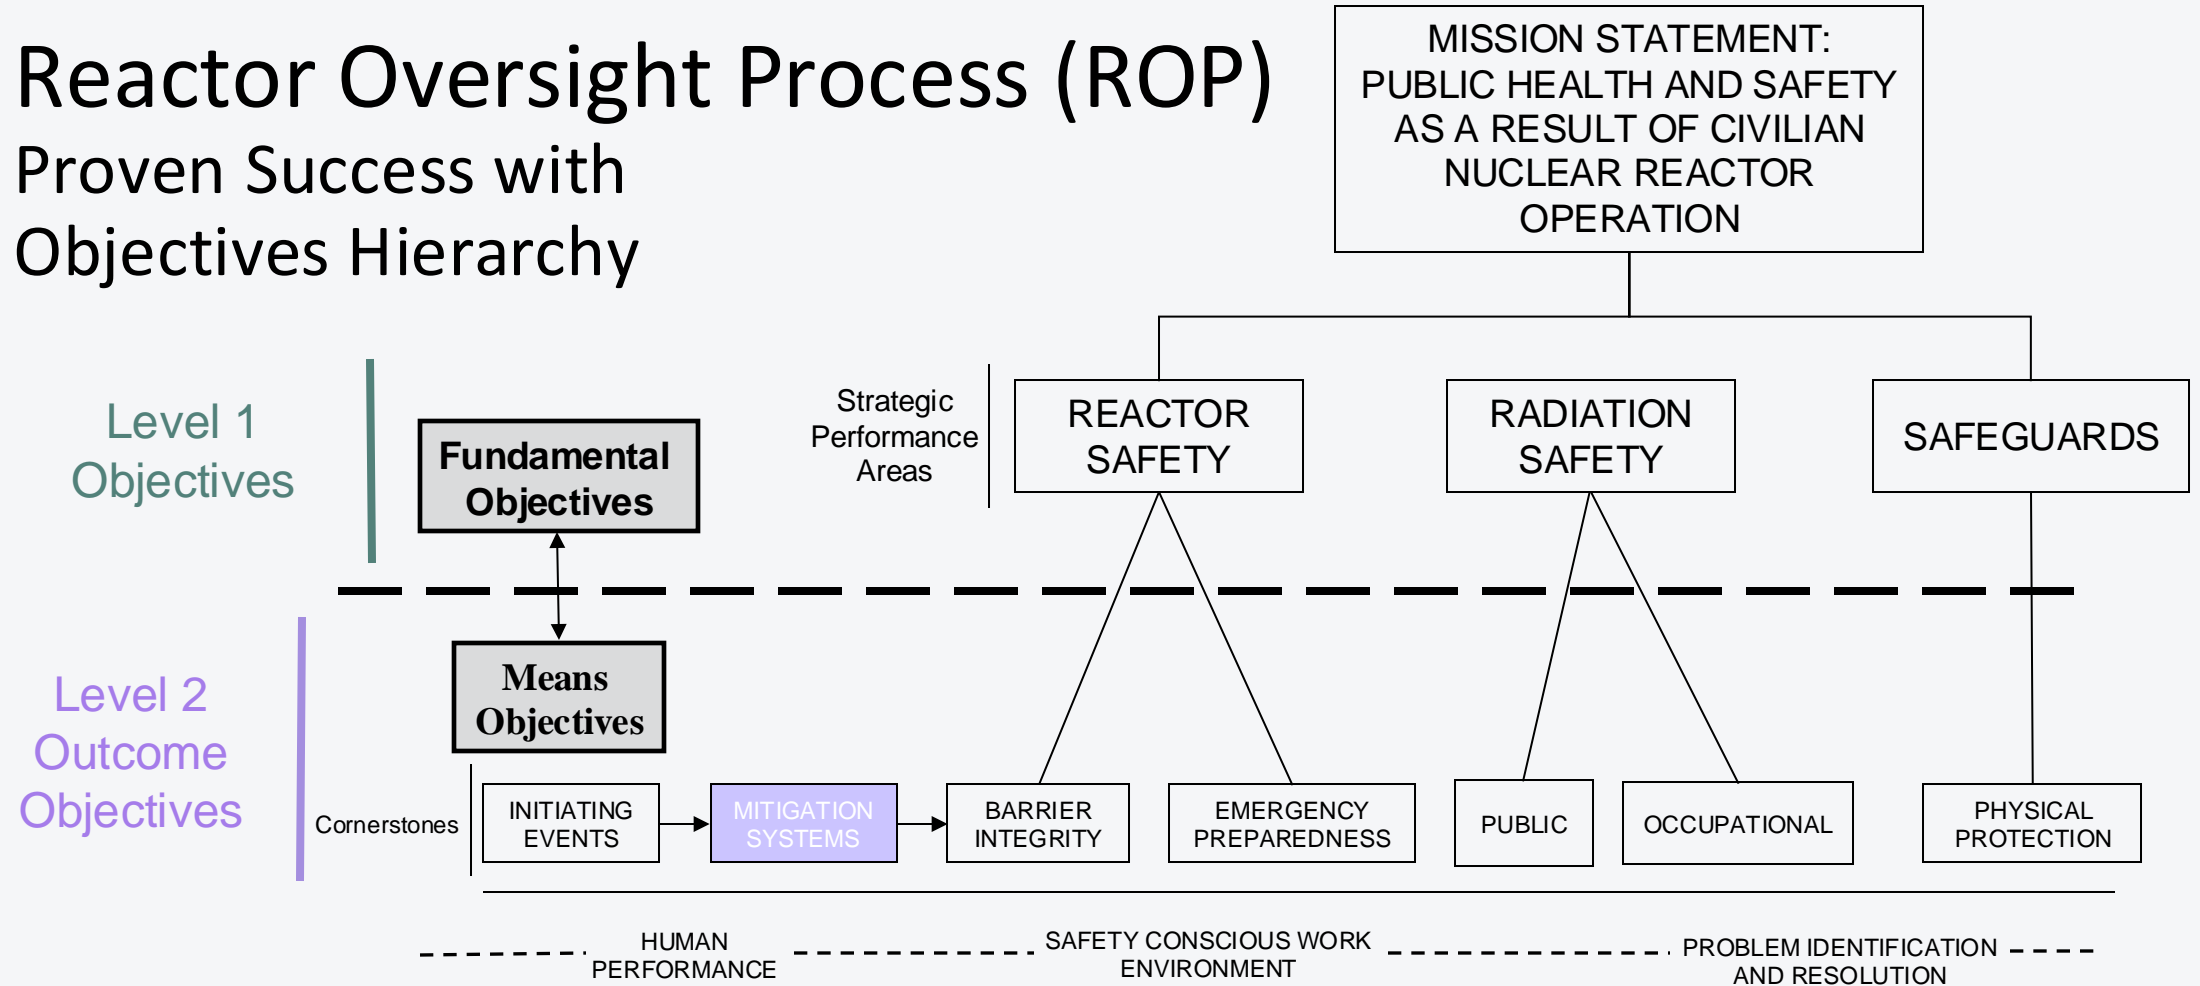 Reactor Oversight Process (ROP)
Proven Success with
Objectives Hierarchy
MISSION STATEMENT:
PUBLIC HEALTH AND SAFETY
AS A RESULT OF CIVILIAN
NUCLEAR REACTOR
OPERATION
Level 1
Objectives
Fundamental
Objectives
Strategic
Performance
Areas
REACTOR
SAFETY
RADIATION
SAFETY
SAFEGUARDS
Level 2
Outcome
Objectives
Means
Objectives
Cornerstones
INITIATING
EVENTS
MITIGATION
SYSTEMS
BARRIER
INTEGRITY
EMERGENCY
PREPAREDNESS
PUBLIC
OCCUPATIONAL
PHYSICAL
PROTECTION
HUMAN
PERFORMANCE
SAFETY CONSCIOUS WORK
ENVIRONMENT
PROBLEM IDENTIFICATION
AND RESOLUTION